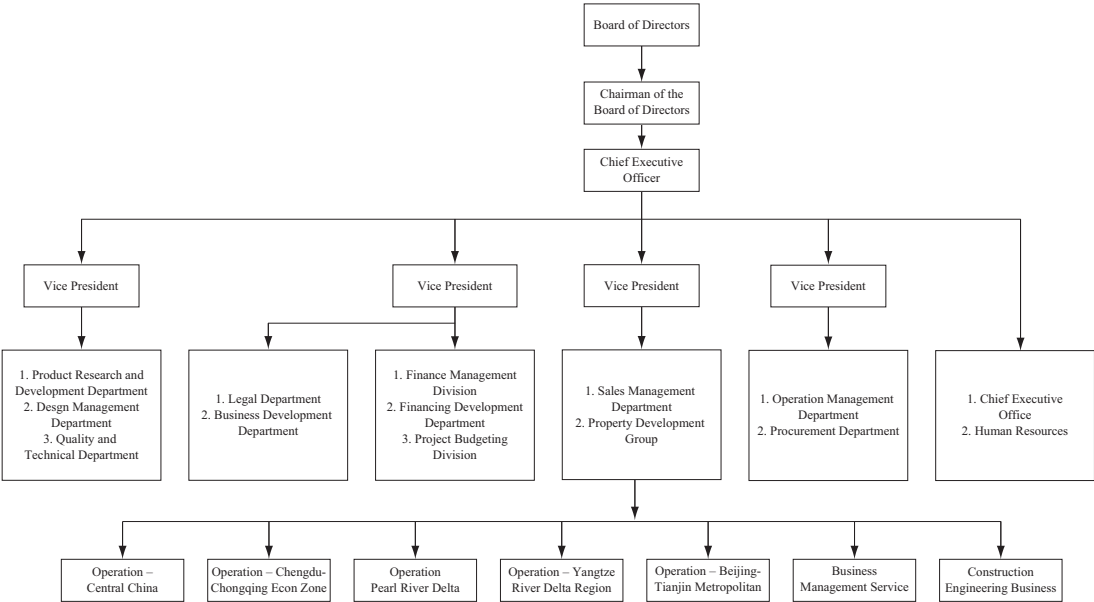 Board of Directors
Chairman of the
Board of Directors
Chief Executive
Officer
Vice President
Vice President
Vice President
Vice President
1. Product Research and
Development Department
2. Desgn Management
Department
3. Quality and
Technical Department
1. Legal Department
2. Business Development
Department
1. Finance Management
Division
2. Financing Development
Department
3. Project Budgeting
Division
1. Sales Management
Department
2. Property Development
Group
1. Operation Management
Department
2. Procurement Department
1. Chief Executive
Office
2. Human Resources
Operation –
Central China
Operation – Chengdu-
Chongqing Econ Zone
Operation
Pearl River Delta
Operation – Yangtze
River Delta Region
Operation – Beijing-
Tianjin Metropolitan
Business
Management Service
Construction
Engineering Business